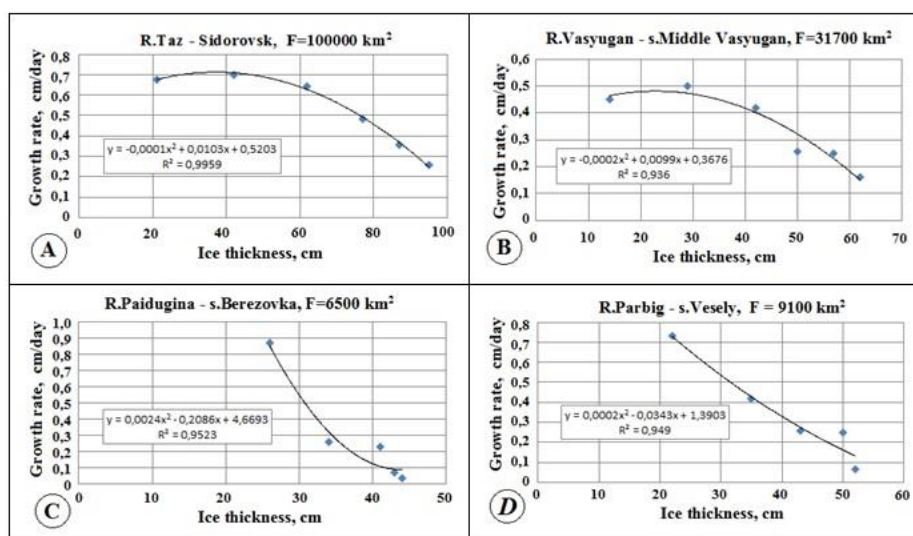 R.Taz - Sidorovsk, F=100000 km²
Growth rate, cm/day
0,8
0,7
0,6
0,5
0,4
0,3
0,2
0,1
0
y = -0,0001x² + 0,0103x + 0,5203
R² = 0,9959
0 20 40 60 80 100
Ice thickness, cm
A
R.Vasyugan - s.Middle Vasyugan, F=31700 km²
Growth rate, cm/day
0,6
0,5
0,4
0,3
0,2
0,1
0
y = -0,0002x² + 0,0099x + 0,3676
R² = 0,936
0 10 20 30 40 50 60 70
Ice thickness, cm
B
R.Paidugina - s.Berezovka, F=6500 km²
Growth rate, cm/day
1,0
0,9
0,8
0,7
0,6
0,5
0,4
0,3
0,2
0,1
0
y = 0,0024x² - 0,2086x + 4,6693
R² = 0,9523
0 10 20 30 40 50
Ice thickness, cm
C
R.Parbig - s.Vesely, F = 9100 km²
Growth rate, cm/day
0,8
0,7
0,6
0,5
0,4
0,3
0,2
0,1
0
y = 0,0002x² - 0,0343x + 1,3903
R² = 0,949
0 10 20 30 40 50 60
Ice thickness, cm
D